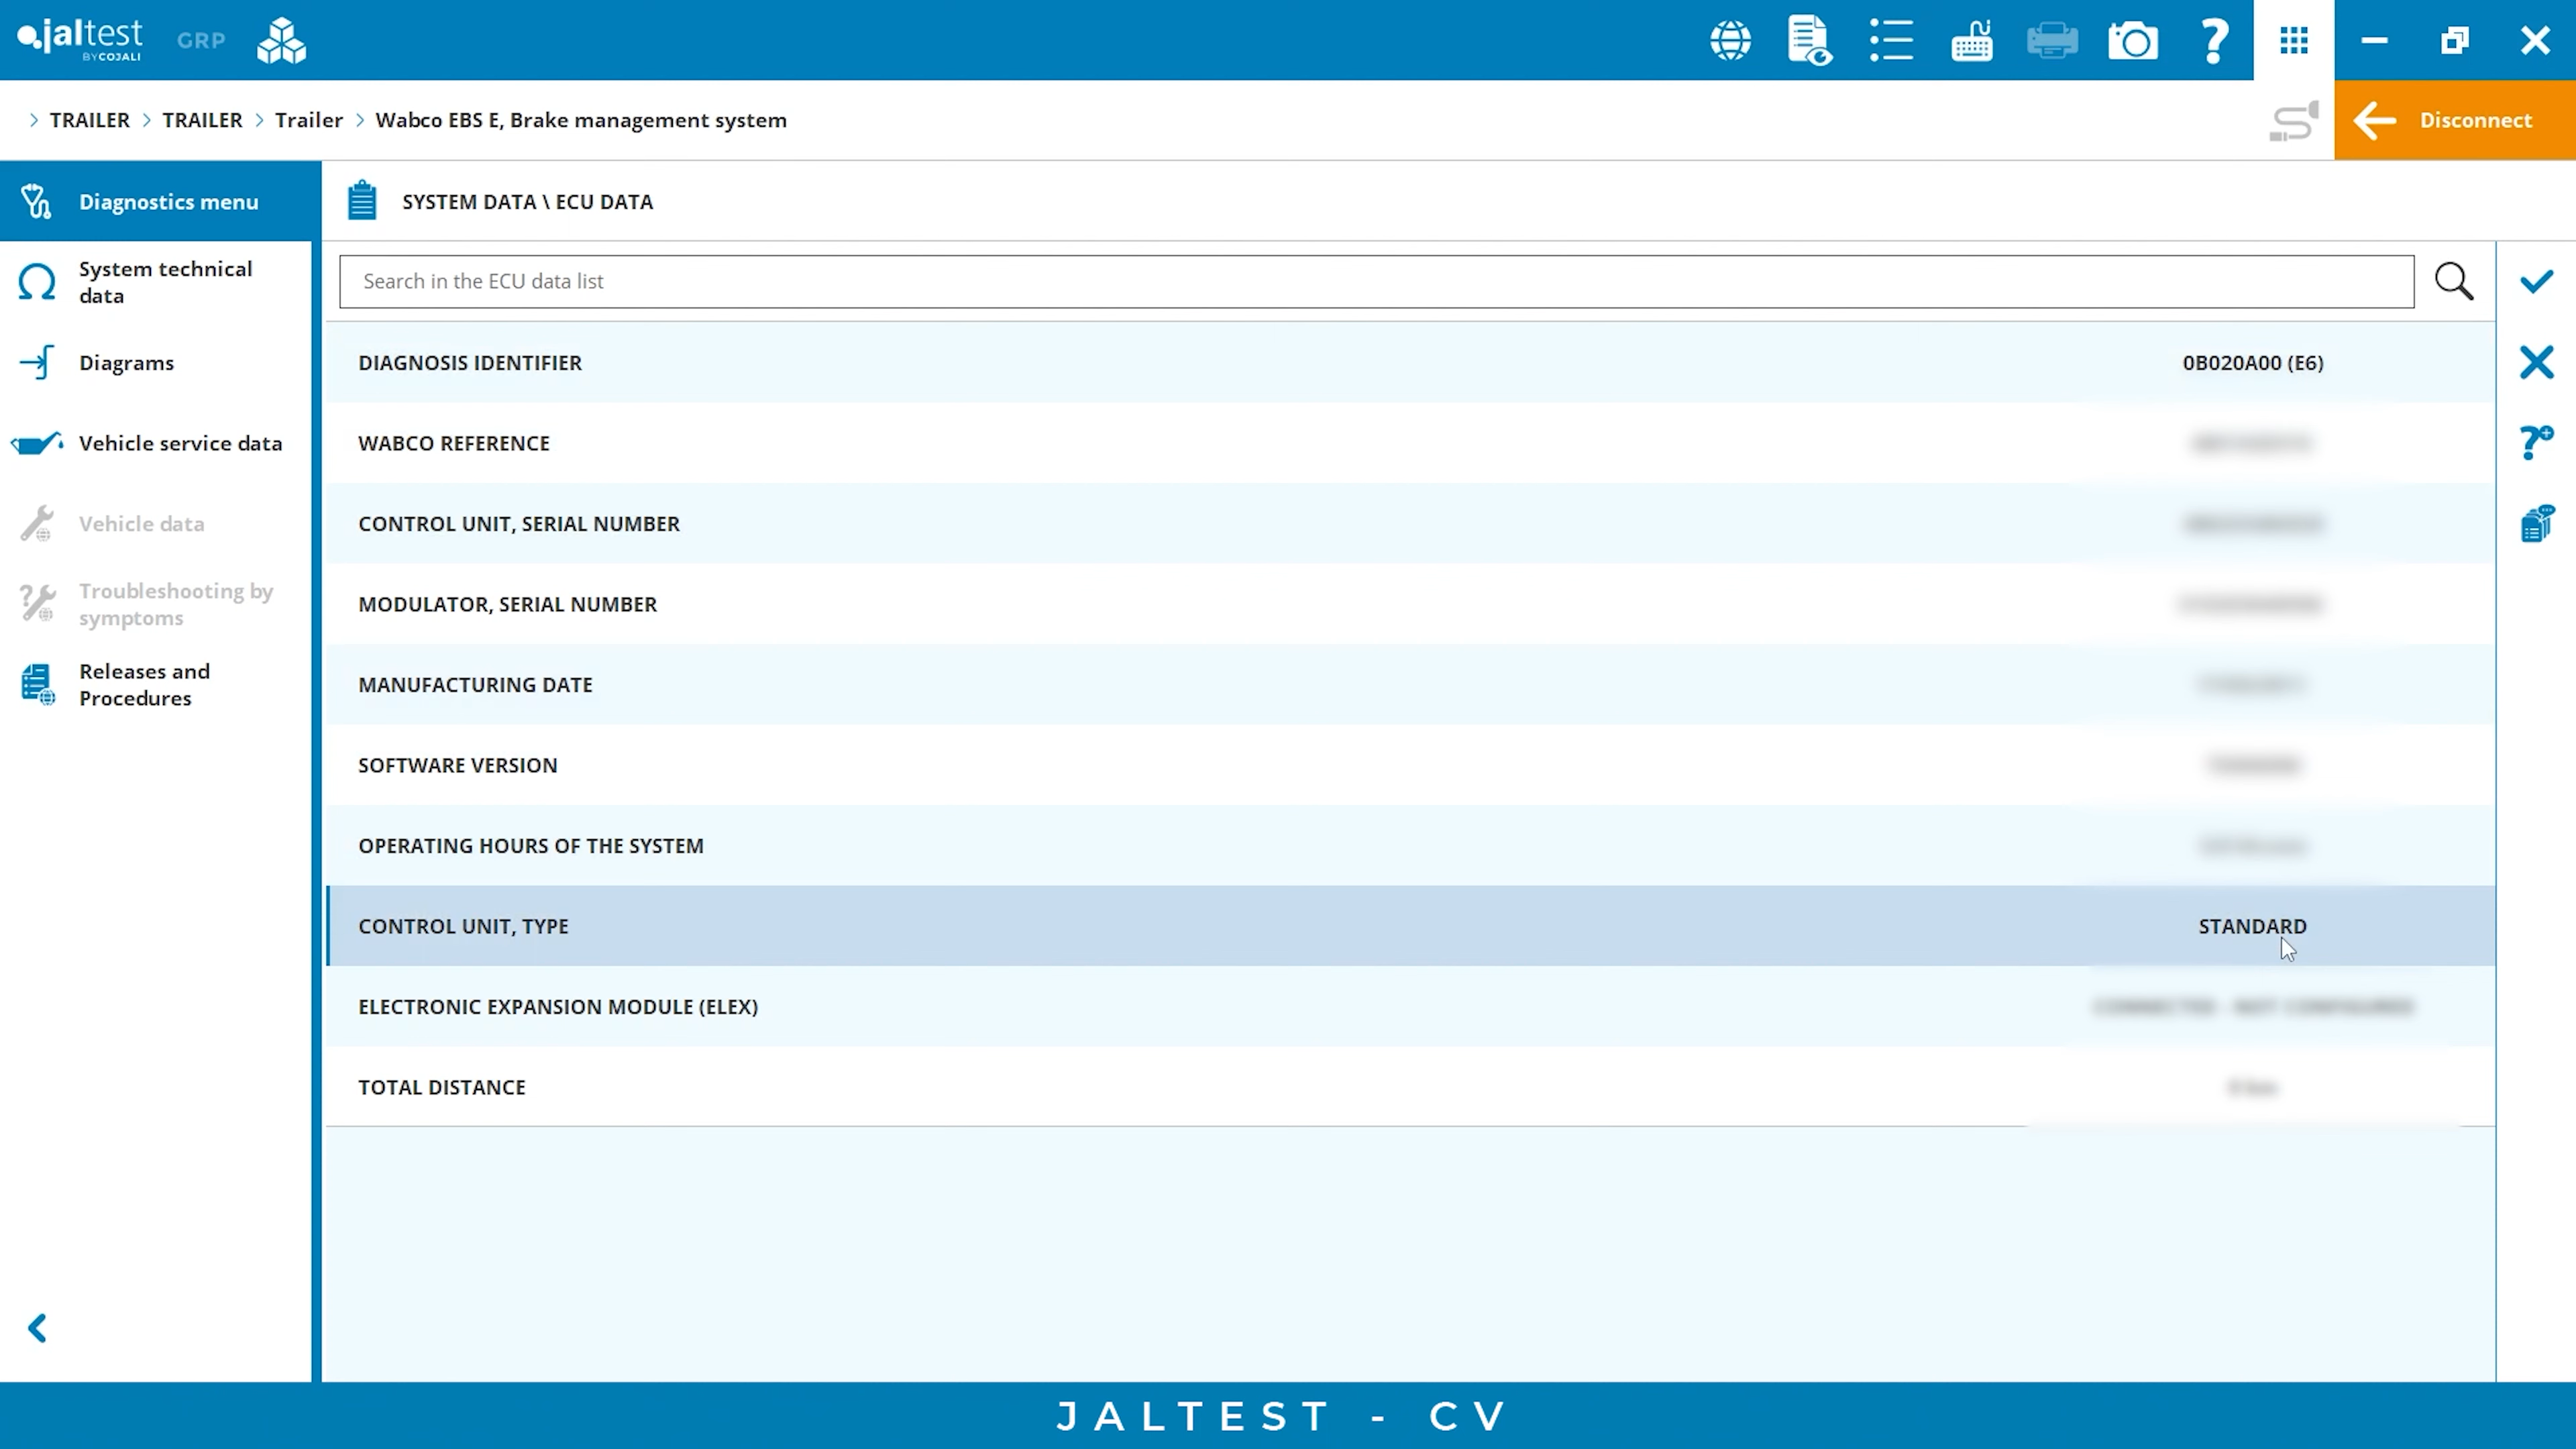 jaltest
BY COJALI
GRP
> TRAILER > TRAILER > Trailer > Wabco EBS E, Brake management system
Disconnect
Diagnostics menu
System technical
data
Diagrams
Vehicle service data
Vehicle data
Troubleshooting by
symptoms
Releases and
Procedures
SYSTEM DATA \ ECU DATA
Search in the ECU data list
DIAGNOSIS IDENTIFIER 0B020A00 (E6)
WABCO REFERENCE
CONTROL UNIT, SERIAL NUMBER
MODULATOR, SERIAL NUMBER
MANUFACTURING DATE
SOFTWARE VERSION
OPERATING HOURS OF THE SYSTEM
CONTROL UNIT, TYPE STANDARD
ELECTRONIC EXPANSION MODULE (ELEX)
TOTAL DISTANCE
JALTEST - CV